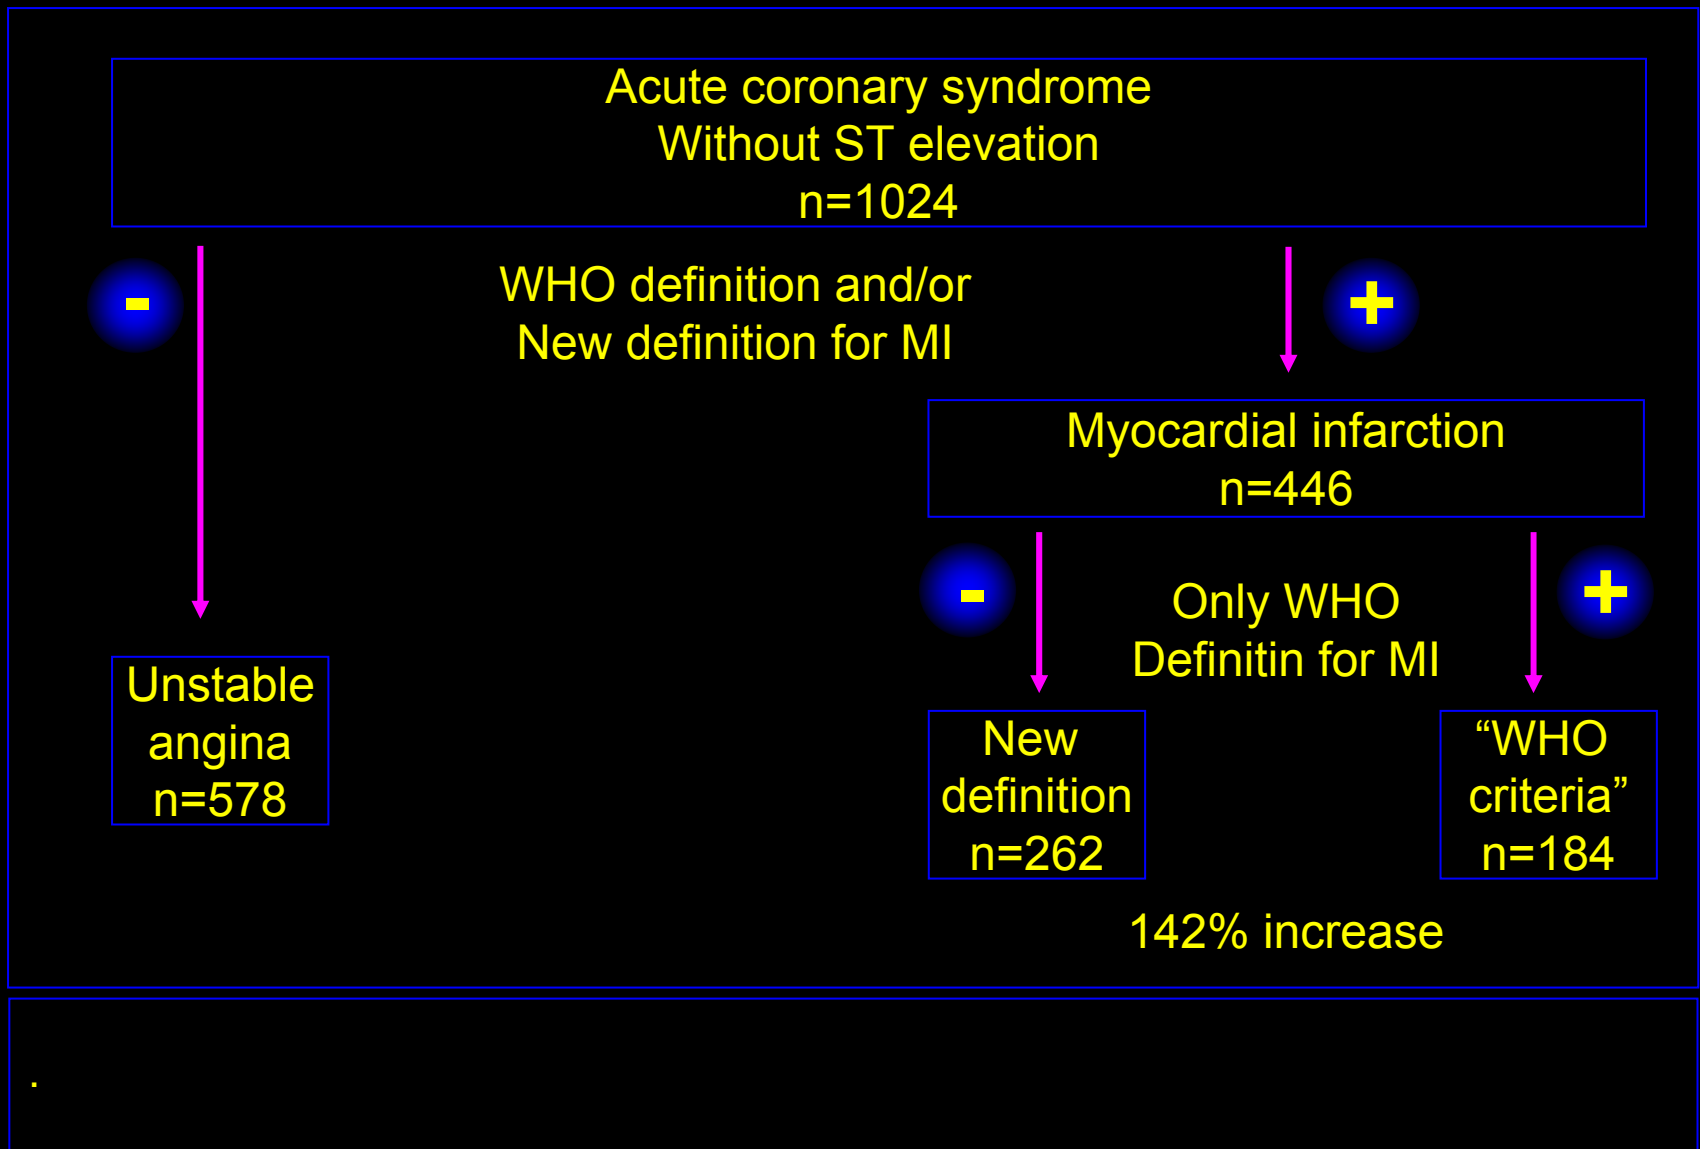 Acute coronary syndrome
Without ST elevation
n=1024
-
WHO definition and/or
New definition for MI
+
Myocardial infarction
n=446
-
Only WHO
Definitin for MI
+
Unstable
angina
n=578
New
definition
n=262
“WHO
criteria”
n=184
142% increase
.